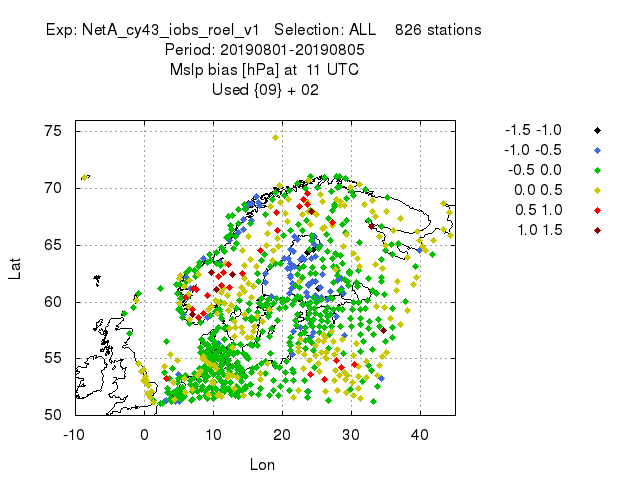 Exp: NetA_cy43_iobs_roel_v1 Selection: ALL 826 stations
Period: 20190801-20190805
Mslp bias [hPa] at 11 UTC
Used {09} + 02
75
70
65
60
55
50
-10 0 10 20 30 40
Lat
Lon
-1.5 -1.0
-1.0 -0.5
-0.5 0.0
0.0 0.5
0.5 1.0
1.0 1.5